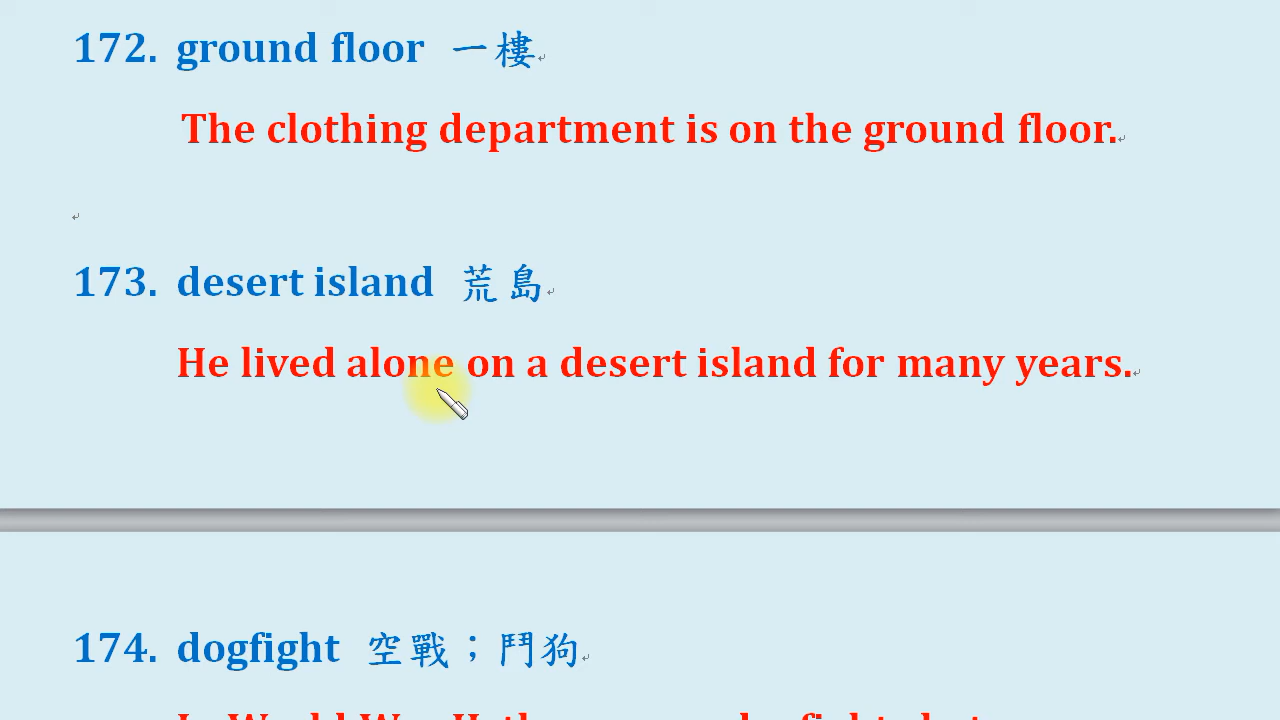 172. ground floor 一樓
The clothing department is on the ground floor.
173. desert island 荒島
He lived alone on a desert island for many years.
174. dogfight 空戰；鬥狗